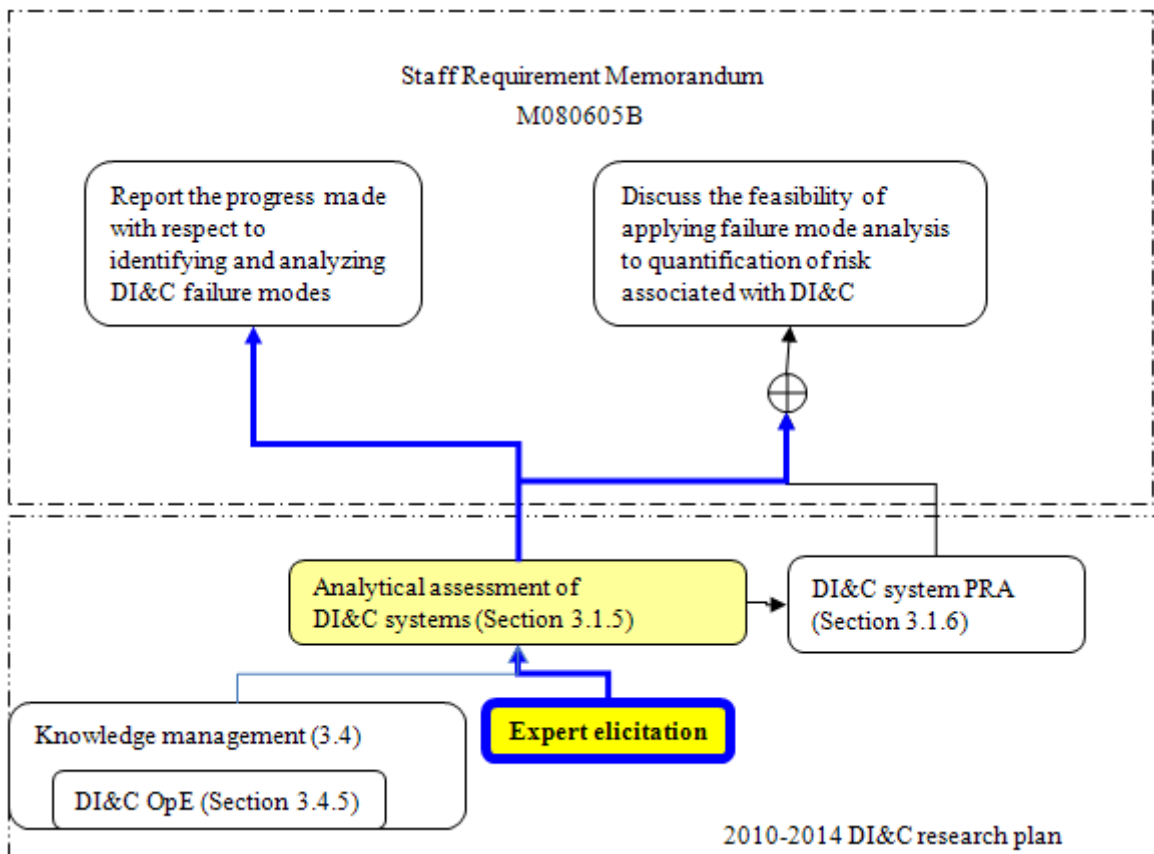 Staff Requirement Memorandum
M080605B
Report the progress made
with respect to
identifying and analyzing
DI&C failure modes
Discuss the feasibility of
applying failure mode analysis
to quantification of risk
associated with DI&C
Analytical assessment of
DI&C systems (Section 3.1.5)
DI&C system PRA
(Section 3.1.6)
Knowledge management (3.4)
Expert elicitation
DI&C OpE (Section 3.4.5)
2010-2014 DI&C research plan